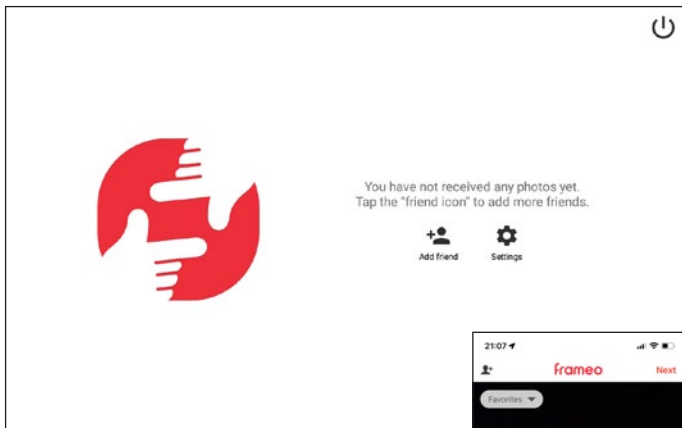 You have not received any photos yet.
Tap the "friend icon" to add more friends.
Add friend
Settings
21:07
frameo
Next
Favorites